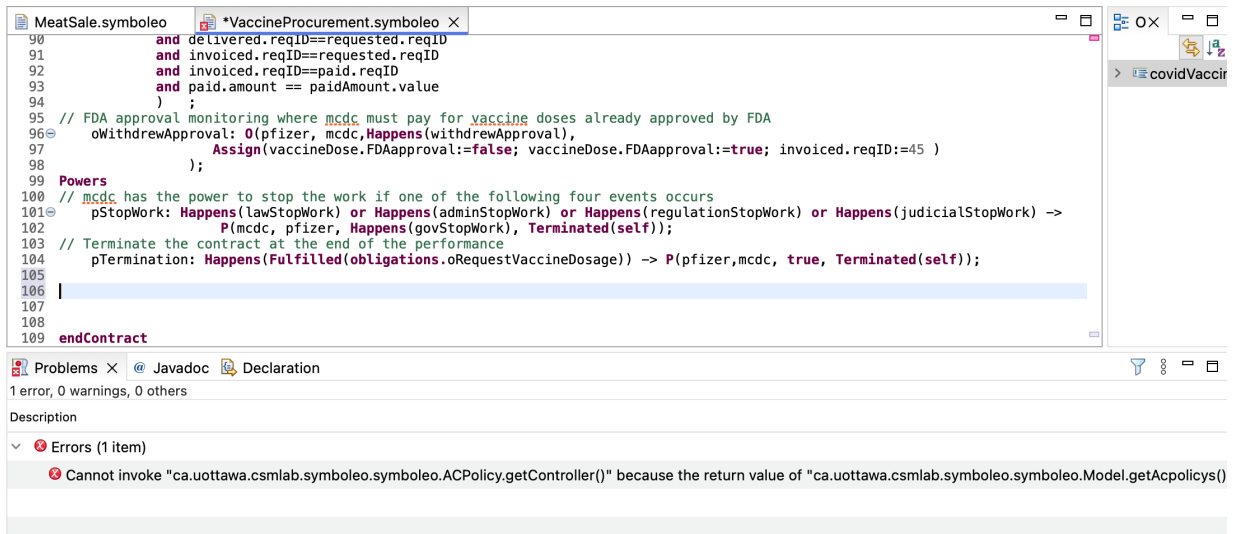 MeatSale.symboleo
*VaccineProcurement.symboleo
90 and delivered.reqID==requested.reqID
91 and invoiced.reqID==requested.reqID
92 and invoiced.reqID==paid.reqID
93 and paid.amount == paidAmount.value
94 ) ;
95 // FDA approval monitoring where mcdc must pay for vaccine doses already approved by FDA
96 oWithdrewApproval: O(pfizer, mcdc,Happens(withdrewApproval),
97 Assign(vaccineDose.FDAapproval:=false; vaccineDose.FDAapproval:=true; invoiced.reqID:=45 )
98 );
99 Powers
100 // mcdc has the power to stop the work if one of the following four events occurs
101 pStopWork: Happens(lawStopWork) or Happens(adminStopWork) or Happens(regulationStopWork) or Happens(judicialStopWork) ->
102 P(mcdc, pfizer, Happens(govStopWork), Terminated(self));
103 // Terminate the contract at the end of the performance
104 pTermination: Happens(Fulfilled(obligations.oRequestVaccineDosage)) -> P(pfizer,mcdc, true, Terminated(self));
105
106
107
108
109 endContract
O
covidVaccin
Problems
@ Javadoc
Declaration
1 error, 0 warnings, 0 others
Description
Errors (1 item)
Cannot invoke "ca.uottawa.csmlab.symboleo.symboleo.ACPolicy.getController()" because the return value of "ca.uottawa.csmlab.symboleo.symboleo.Model.getAcpolicys()